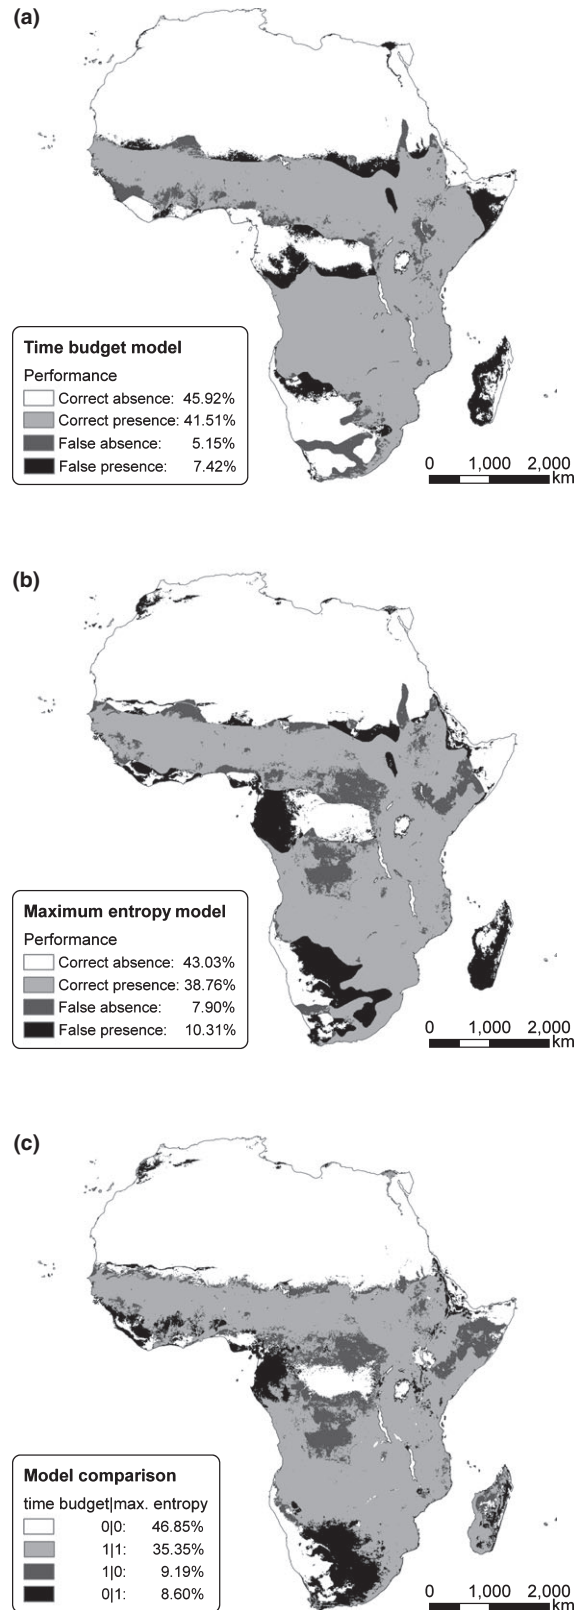 (a)
Time budget model
Performance
Correct absence: 45.92%
Correct presence: 41.51%
False absence: 5.15%
False presence: 7.42%
0 1,000 2,000
km
(b)
Maximum entropy model
Performance
Correct absence: 43.03%
Correct presence: 38.76%
False absence: 7.90%
False presence: 10.31%
0 1,000 2,000
km
(c)
Model comparison
time budget|max. entropy
0|0: 46.85%
1|1: 35.35%
1|0: 9.19%
0|1: 8.60%
0 1,000 2,000
km